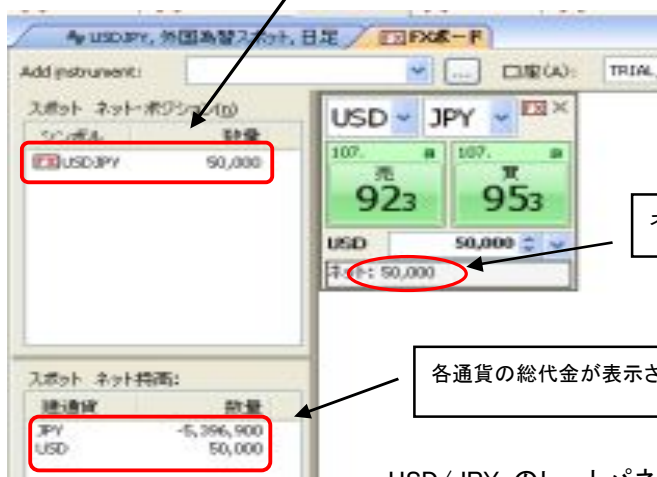 USDJPY, 外国為替スポット, 日足
FXボード
Add instrument:
...
口座(A):
TRIAL
スポット ネット・ポジション(n)
シンボル 数量
FX USDJPY 50,000
USD JPY FX ×
107. 107.
売 買
923 953
USD 50,000
ネット: 50,000
スポット ネット残高:
建通貨 数量
JPY -5,396,900
USD 50,000
各通貨の総代金が表示さ
USD/JPY のレートパネ